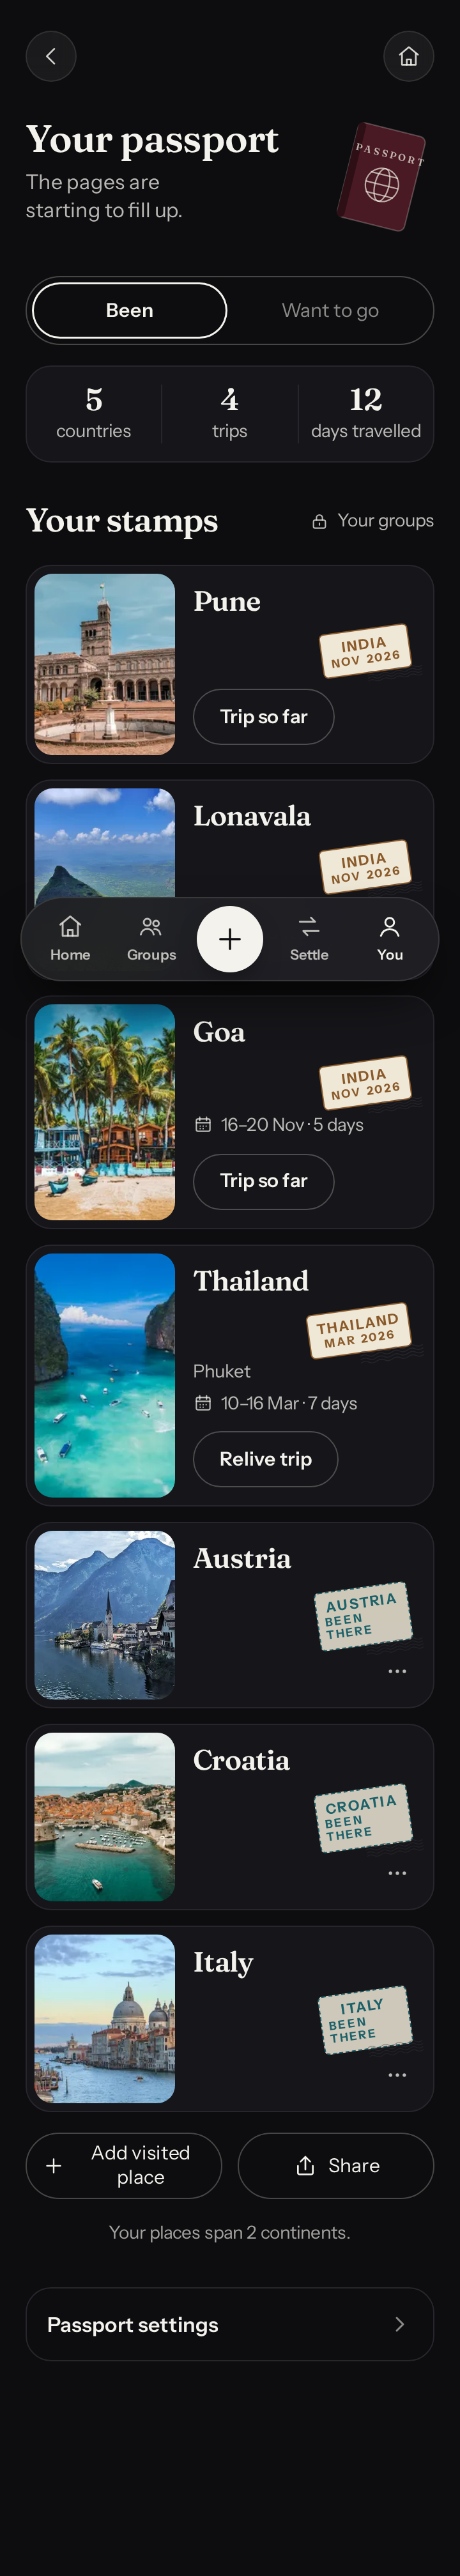 Your passport
The pages are
starting to fill up.
PASSPORT
Been
Want to go
5
countries
4
trips
12
days travelled
Your stamps
Your groups
Pune
INDIA
NOV 2026
Trip so far
Lonavala
INDIA
NOV 2026
Home
Groups
Settle
You
Goa
INDIA
NOV 2026
16–20 Nov · 5 days
Trip so far
Thailand
THAILAND
MAR 2026
Phuket
10–16 Mar · 7 days
Relive trip
Austria
AUSTRIA
BEEN
THERE
Croatia
CROATIA
BEEN
THERE
Italy
ITALY
BEEN
THERE
Add visited
place
Share
Your places span 2 continents.
Passport settings